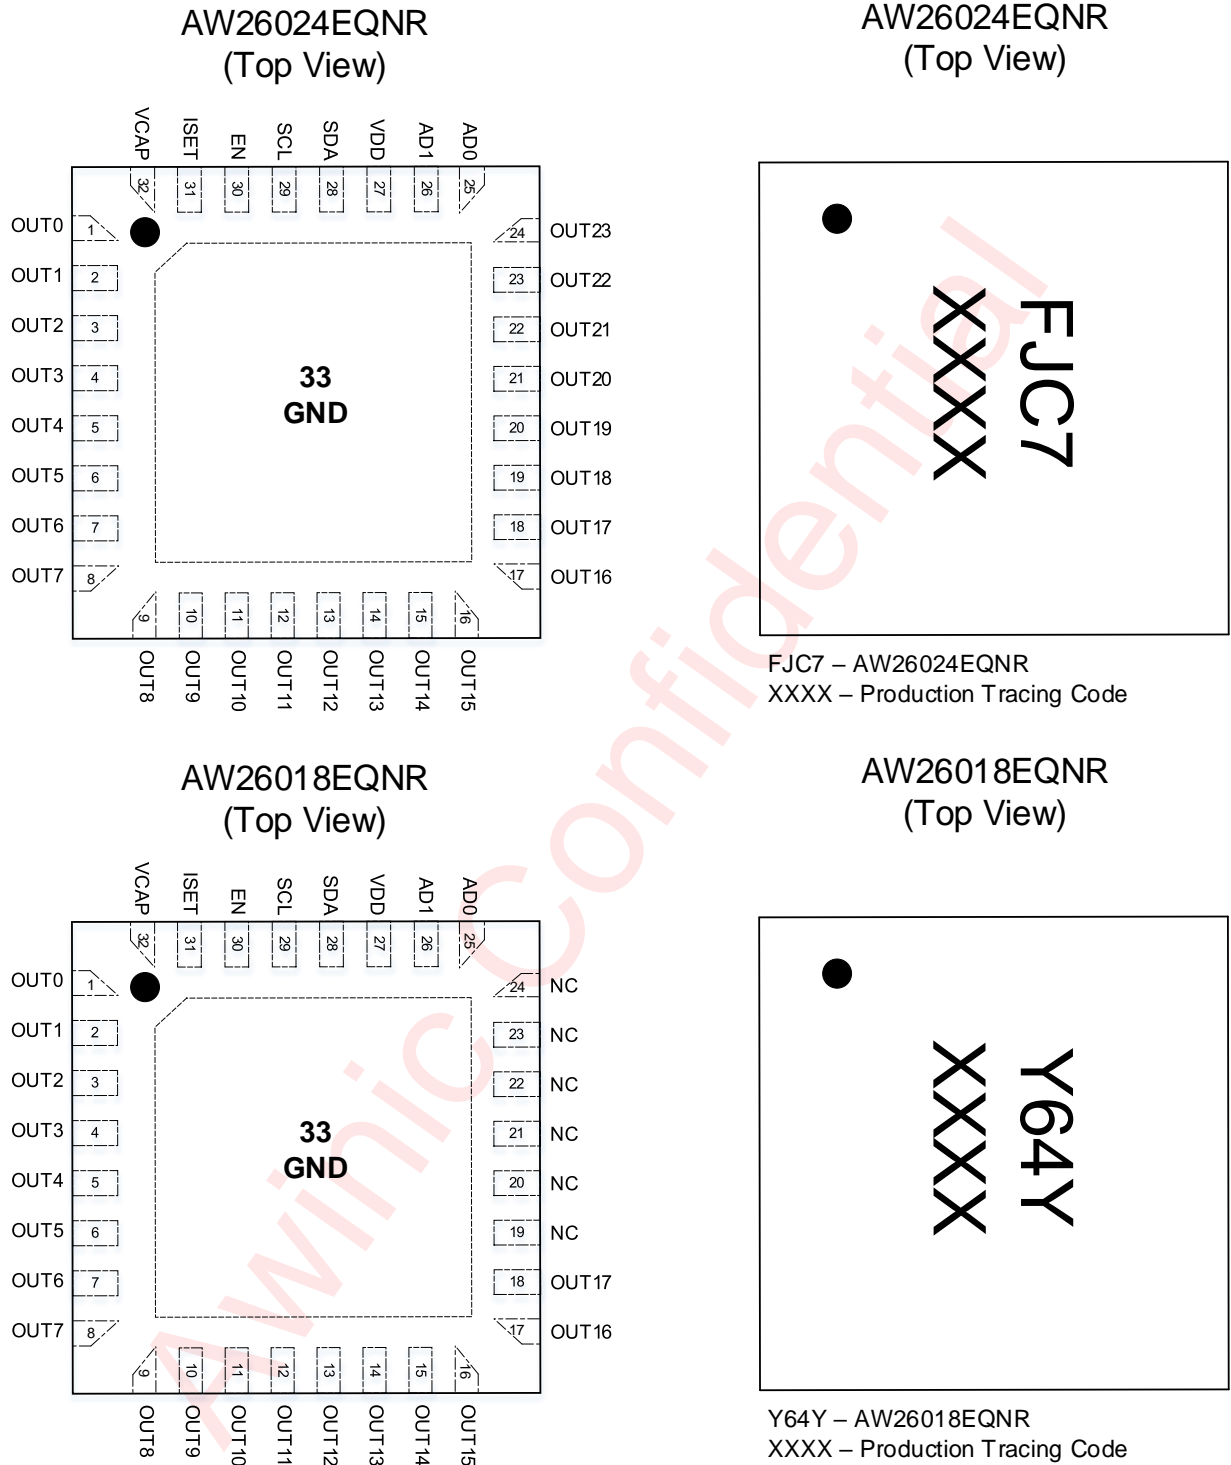 AW26024EQNR
(Top View)
VCAP ISET EN SCL SDA VDD AD1 AD0
32 31 30 29 28 27 26 25
OUT0 1
OUT1 2
OUT2 3
OUT3 4
OUT4 5
OUT5 6
OUT6 7
OUT7 8
33
GND
24 OUT23
23 OUT22
22 OUT21
21 OUT20
20 OUT19
19 OUT18
18 OUT17
17 OUT16
9 10 11 12 13 14 15 16
OUT8 OUT9 OUT10 OUT11 OUT12 OUT13 OUT14 OUT15
AW26024EQNR
(Top View)
FJC7
XXXX
FJC7 – AW26024EQNR
XXXX – Production Tracing Code
AW26018EQNR
(Top View)
VCAP ISET EN SCL SDA VDD AD1 AD0
32 31 30 29 28 27 26 25
OUT0 1
OUT1 2
OUT2 3
OUT3 4
OUT4 5
OUT5 6
OUT6 7
OUT7 8
33
GND
24 NC
23 NC
22 NC
21 NC
20 NC
19 NC
18 OUT17
17 OUT16
9 10 11 12 13 14 15 16
OUT8 OUT9 OUT10 OUT11 OUT12 OUT13 OUT14 OUT15
AW26018EQNR
(Top View)
Y64Y
XXXX
Y64Y – AW26018EQNR
XXXX – Production Tracing Code
Awinic Confidential